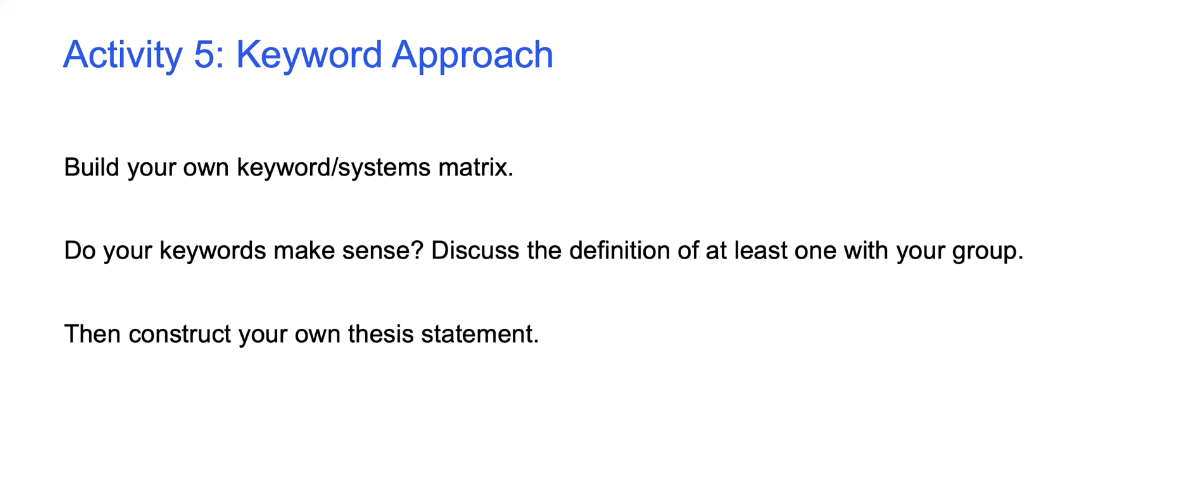 Activity 5: Keyword Approach
Build your own keyword/systems matrix.
Do your keywords make sense? Discuss the definition of at least one with your group.
Then construct your own thesis statement.